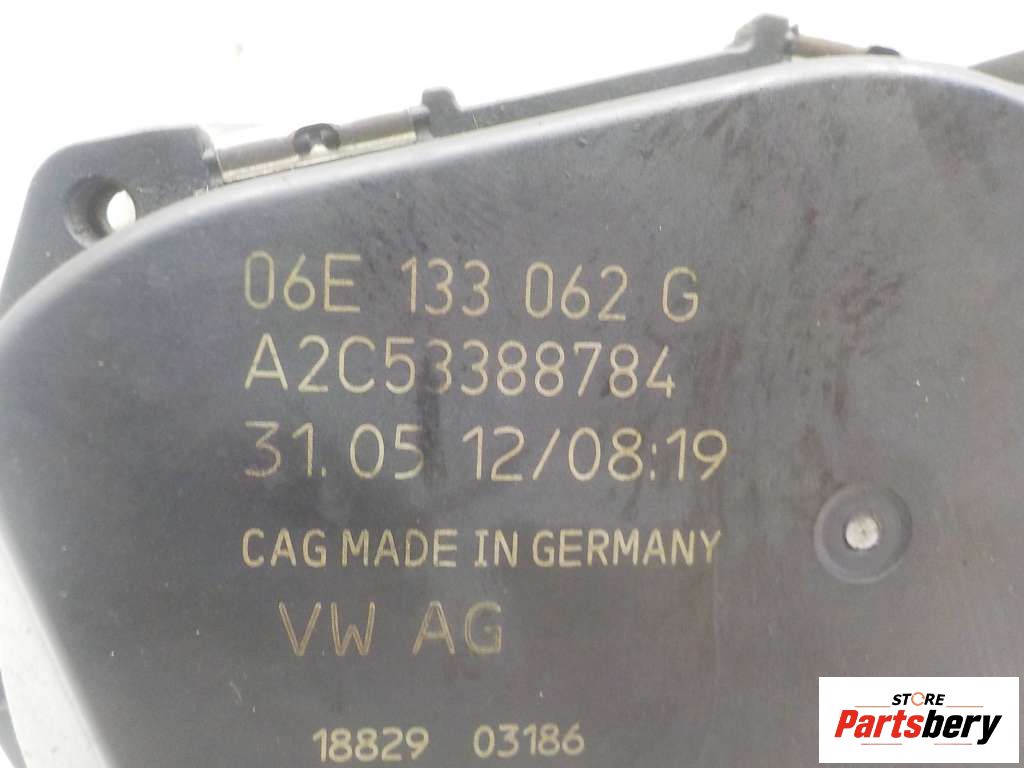 06E 133 062 G
A2C53388784
31.05 12/08:19
CAG MADE IN GERMANY
VW AG
18829 03186
STORE
Partsbery